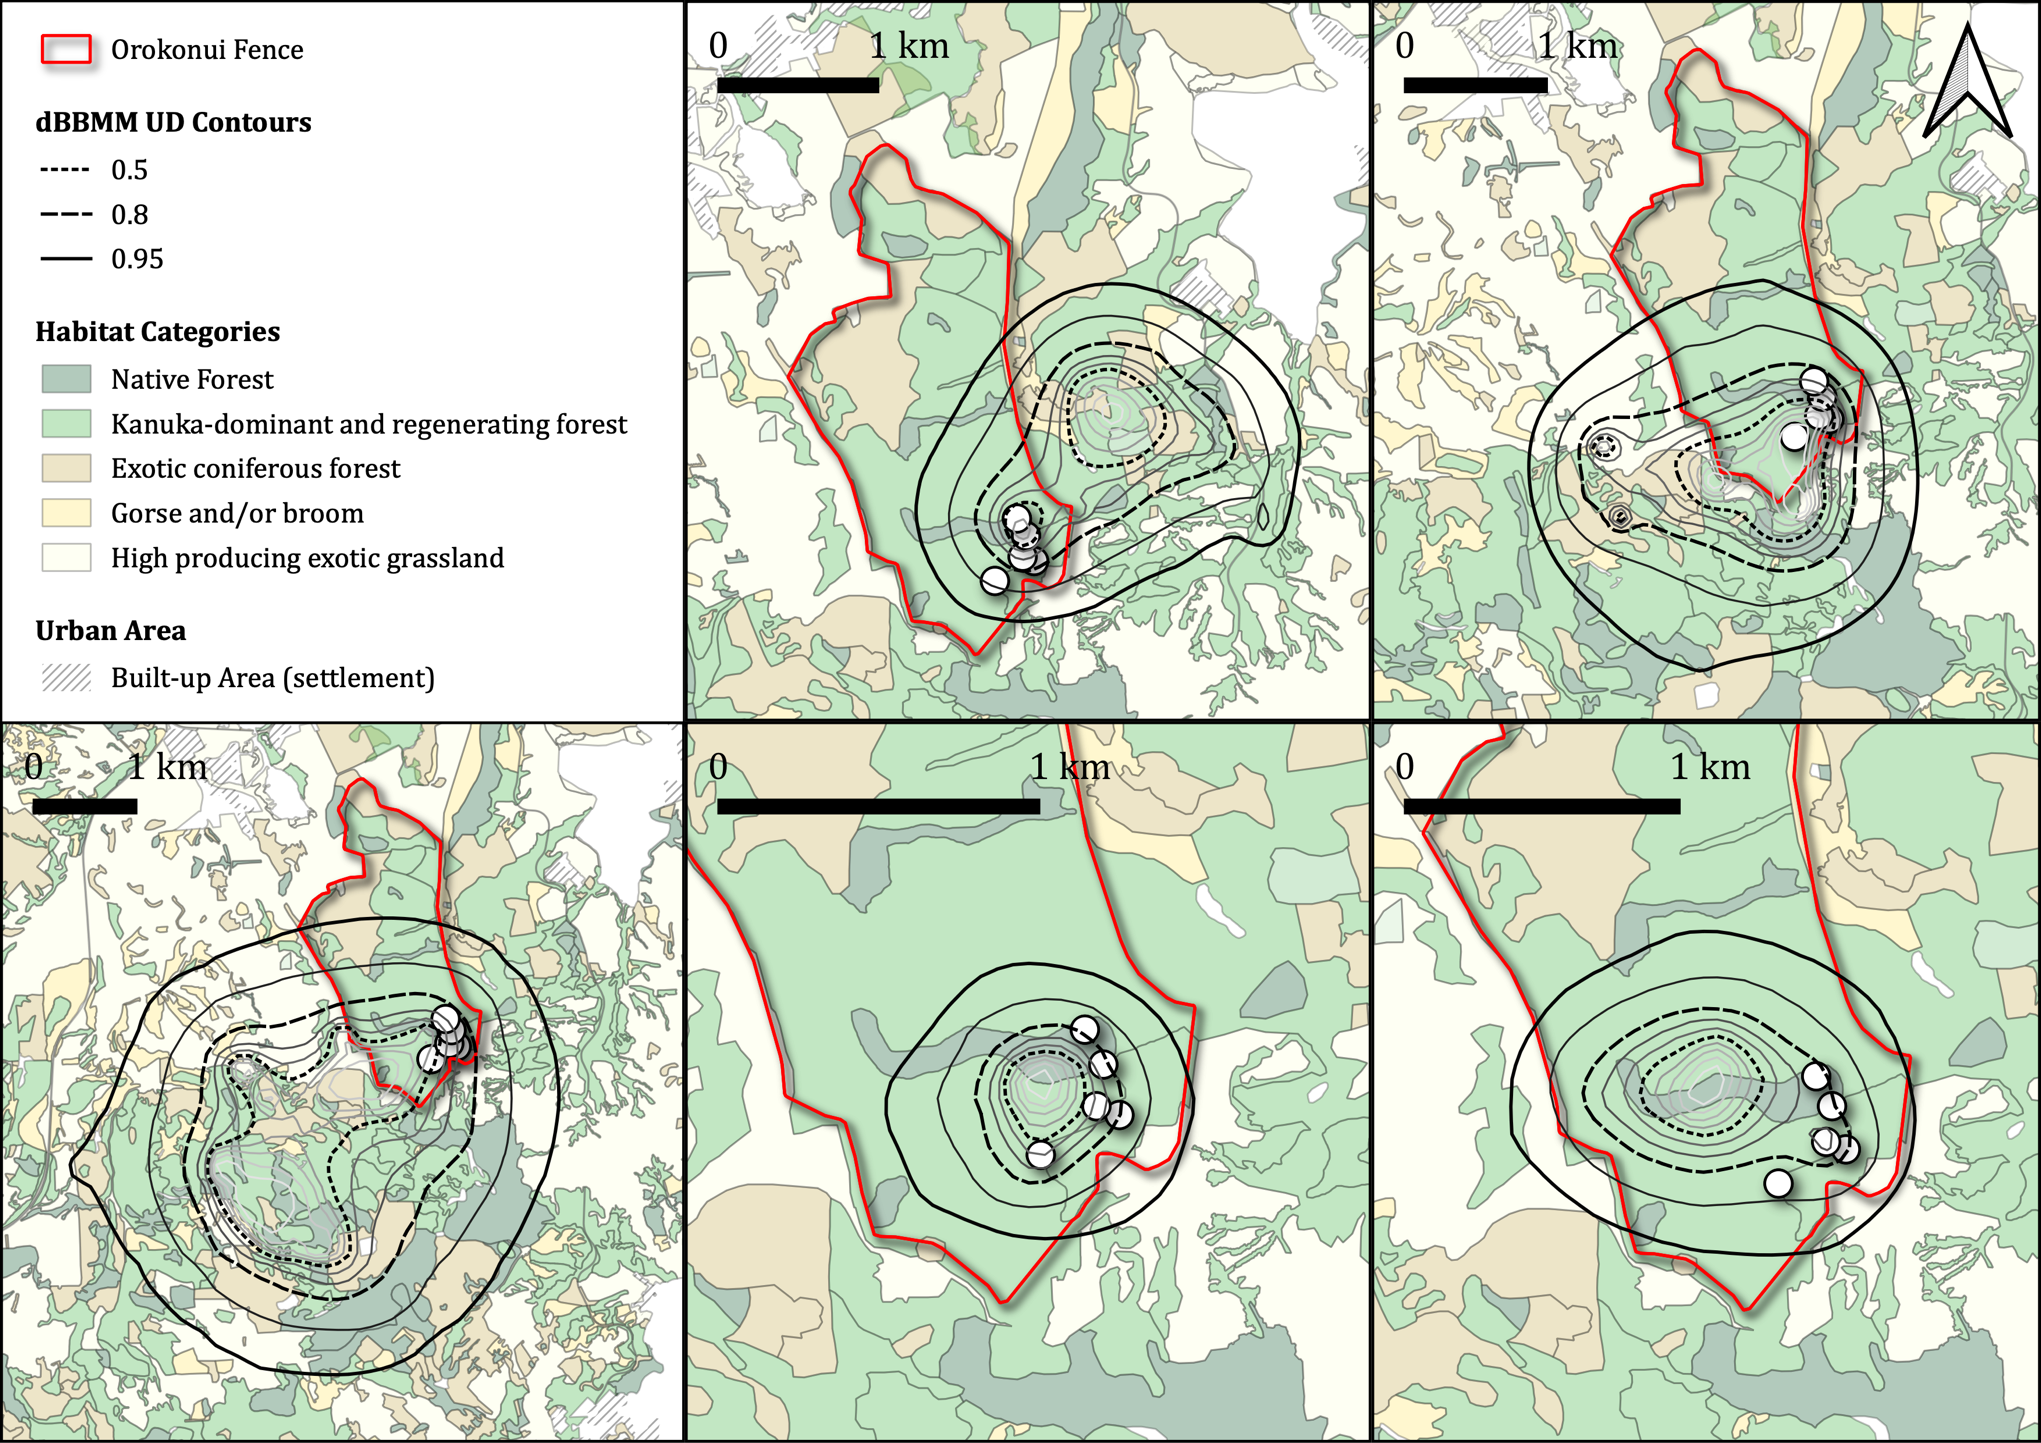 Orokonui Fence
dBBMM UD Contours
0.5
0.8
0.95
Habitat Categories
Native Forest
Kanuka-dominant and regenerating forest
Exotic coniferous forest
Gorse and/or broom
High producing exotic grassland
Urban Area
Built-up Area (settlement)
0 1 km
0 1 km
0 1 km
0 1 km
0 1 km